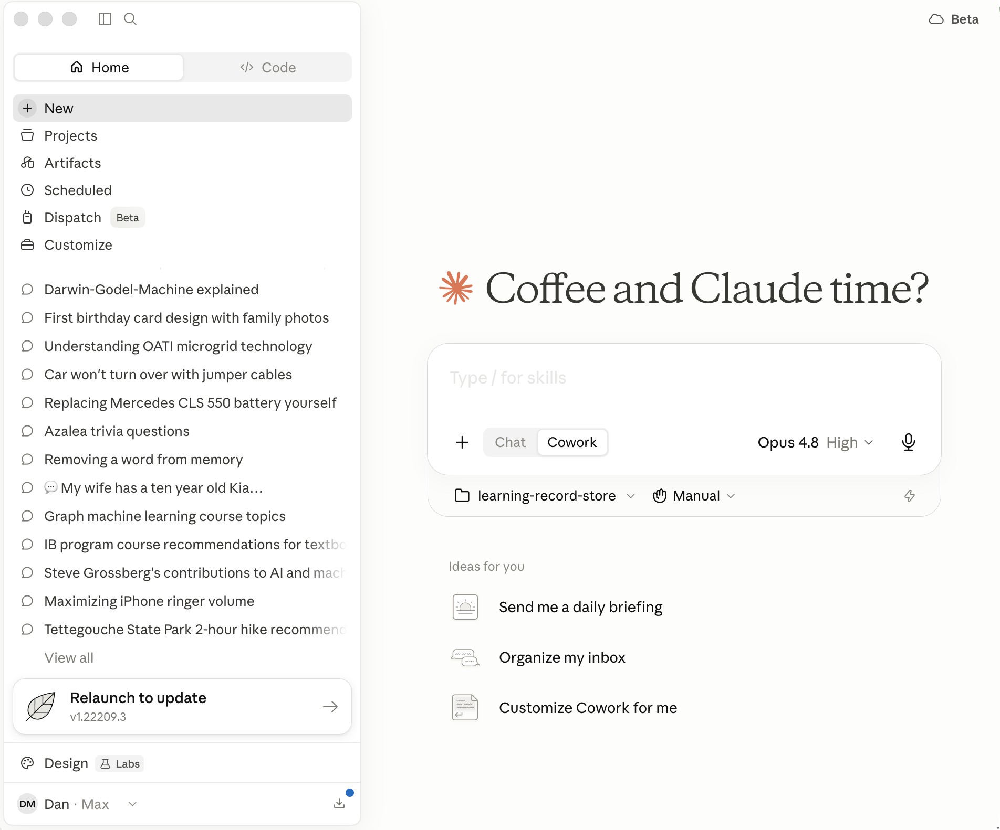 Beta
Home
Code
New
Projects
Artifacts
Scheduled
Dispatch Beta
Customize
Darwin-Godel-Machine explained
First birthday card design with family photos
Understanding OATI microgrid technology
Car won't turn over with jumper cables
Replacing Mercedes CLS 550 battery yourself
Azalea trivia questions
Removing a word from memory
💬 My wife has a ten year old Kia…
Graph machine learning course topics
IB program course recommendations for textbo
Steve Grossberg's contributions to AI and mach
Maximizing iPhone ringer volume
Tettegouche State Park 2-hour hike recommend
View all
Relaunch to update
v1.22209.3
Design Labs
DM Dan · Max
Coffee and Claude time?
Type / for skills
Chat Cowork Opus 4.8 High
learning-record-store Manual
Ideas for you
Send me a daily briefing
Organize my inbox
Customize Cowork for me